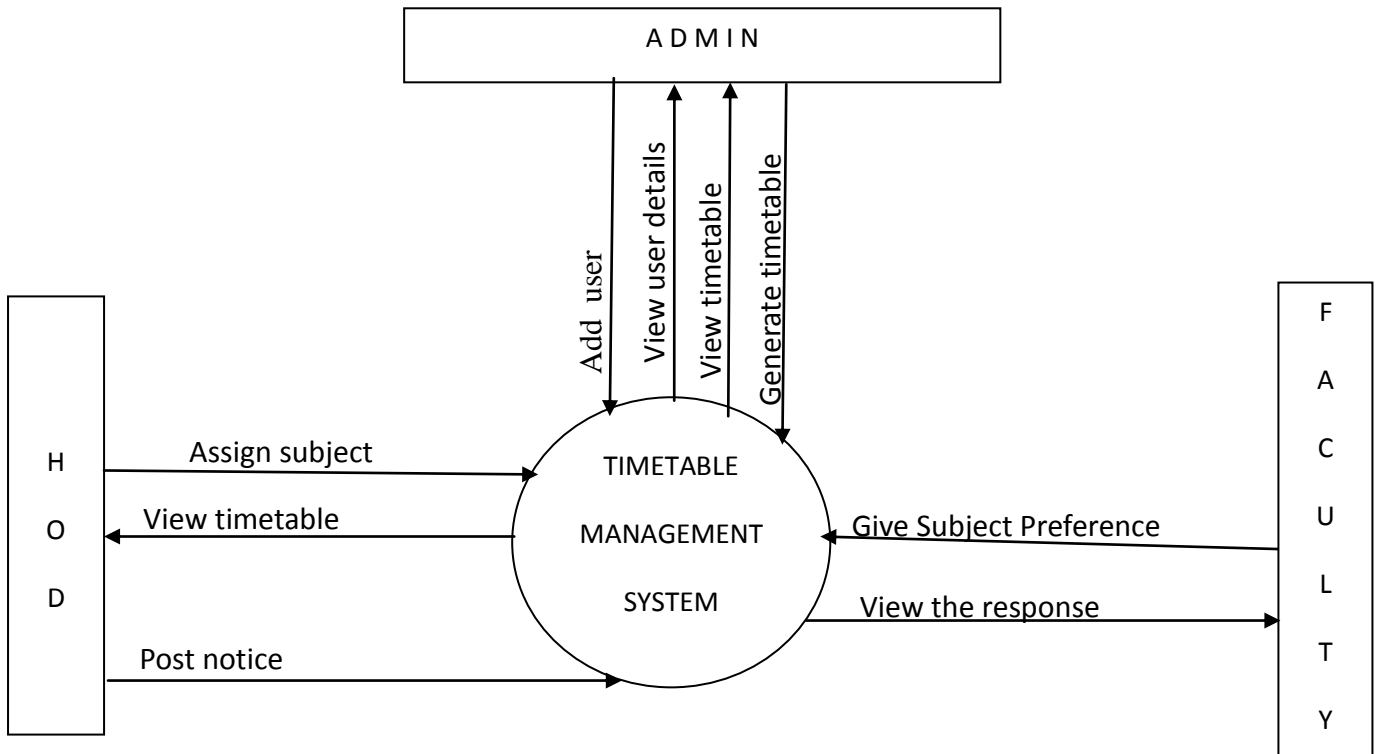 A D M I N
Add user
View user details
View timetable
Generate timetable
H
O
D
Assign subject
View timetable
Post notice
TIMETABLE
MANAGEMENT
SYSTEM
Give Subject Preference
View the response
F
A
C
U
L
T
Y